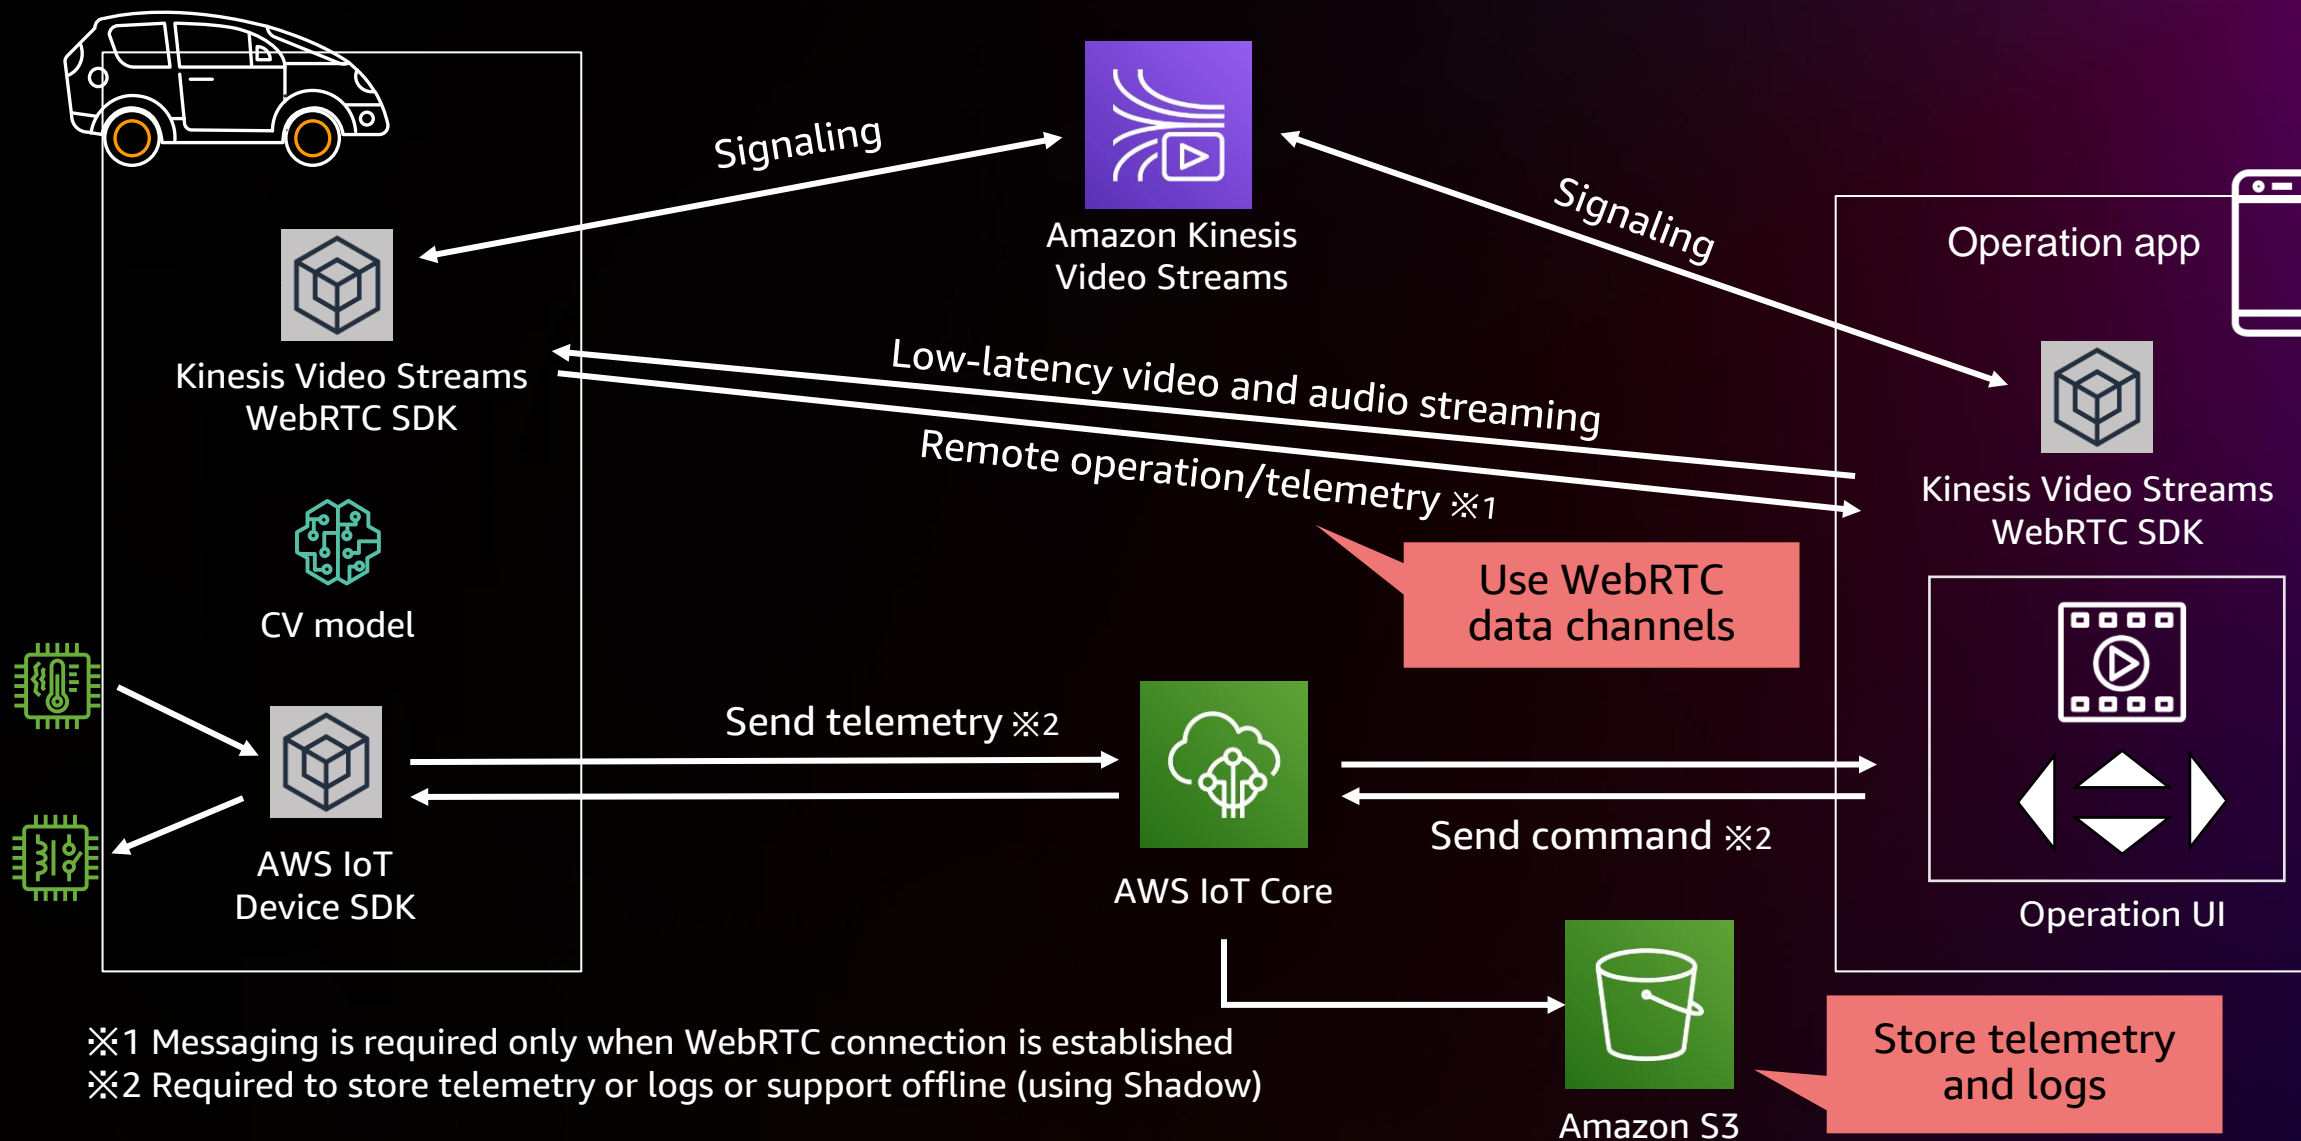 Signaling
Amazon Kinesis
Video Streams
Signaling
Operation app
Kinesis Video Streams
WebRTC SDK
Low-latency video and audio streaming
Remote operation/telemetry ※1
Use WebRTC
data channels
Kinesis Video Streams
WebRTC SDK
CV model
Send telemetry ※2
AWS IoT
Device SDK
AWS IoT Core
Send command ※2
Operation UI
Amazon S3
Store telemetry
and logs
※1 Messaging is required only when WebRTC connection is established
※2 Required to store telemetry or logs or support offline (using Shadow)